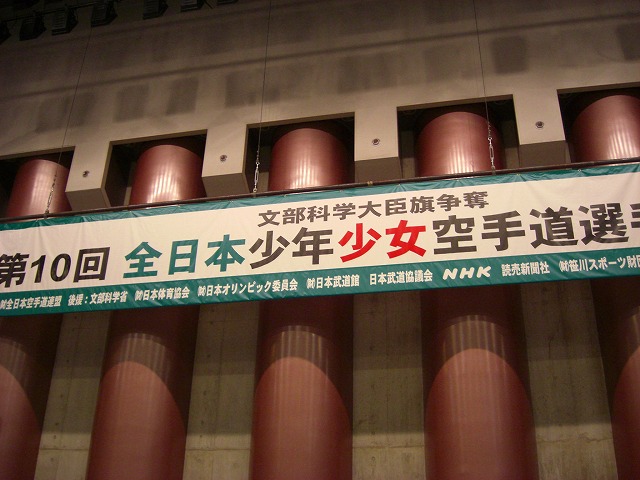 文部科学大臣旗争奪
第10回 全日本少年少女空手道選手
㈶全日本空手道連盟 後援：文部科学省 ㈶日本体育協会 ㈶日本オリンピック委員会 ㈶日本武道館 日本武道協議会 NHK 読売新聞社 ㈶笹川スポーツ財団